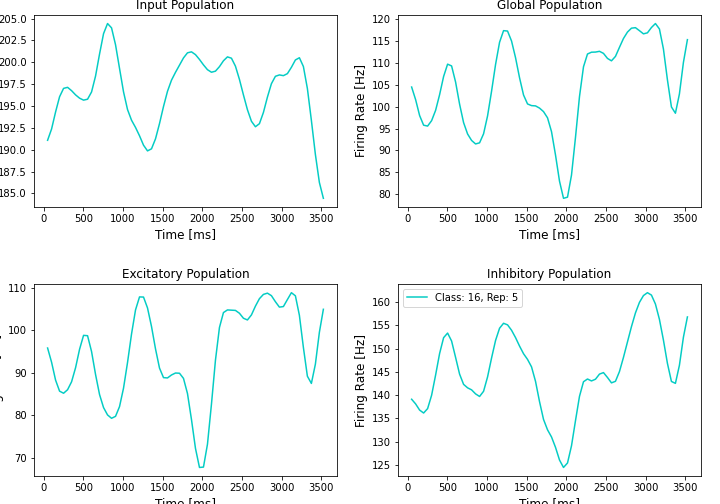 Input Population
205.0
202.5
200.0
197.5
195.0
192.5
190.0
187.5
185.0
0 500 1000 1500 2000 2500 3000 3500
Time [ms]
Global Population
Firing Rate [Hz]
120
115
110
105
100
95
90
85
80
0 500 1000 1500 2000 2500 3000 3500
Time [ms]
Excitatory Population
110
100
90
80
70
0 500 1000 1500 2000 2500 3000 3500
Time [ms]
Inhibitory Population
Class: 16, Rep: 5
Firing Rate [Hz]
160
155
150
145
140
135
130
125
0 500 1000 1500 2000 2500 3000 3500
Time [ms]